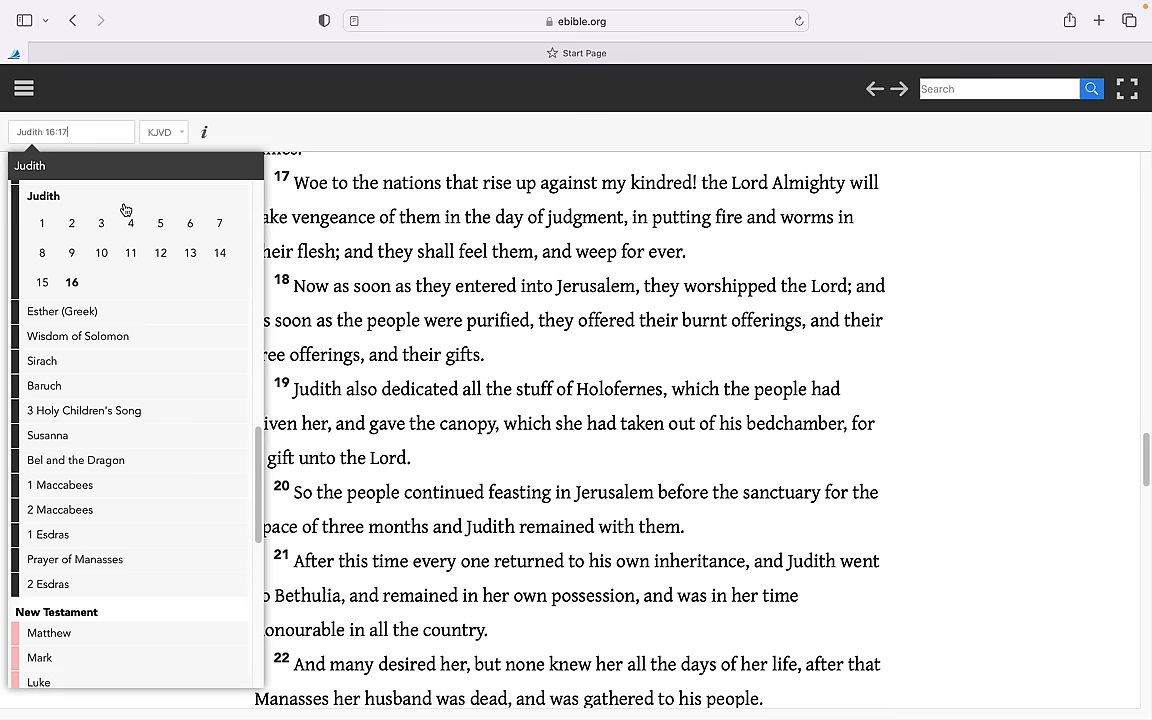 ebible.org
Start Page
Search
Judith 16:17
KJVD
i
Judith
Judith
1 2 3 4 5 6 7
8 9 10 11 12 13 14
15 16
Esther (Greek)
Wisdom of Solomon
Sirach
Baruch
3 Holy Children's Song
Susanna
Bel and the Dragon
1 Maccabees
2 Maccabees
1 Esdras
Prayer of Manasses
2 Esdras
New Testament
Matthew
Mark
Luke
17 Woe to the nations that rise up against my kindred! the Lord Almighty will
ake vengeance of them in the day of judgment, in putting fire and worms in
heir flesh; and they shall feel them, and weep for ever.
18 Now as soon as they entered into Jerusalem, they worshipped the Lord; and
s soon as the people were purified, they offered their burnt offerings, and their
ree offerings, and their gifts.
19 Judith also dedicated all the stuff of Holofernes, which the people had
iven her, and gave the canopy, which she had taken out of his bedchamber, for
gift unto the Lord.
20 So the people continued feasting in Jerusalem before the sanctuary for the
pace of three months and Judith remained with them.
21 After this time every one returned to his own inheritance, and Judith went
o Bethulia, and remained in her own possession, and was in her time
onourable in all the country.
22 And many desired her, but none knew her all the days of her life, after that
Manasses her husband was dead, and was gathered to his people.